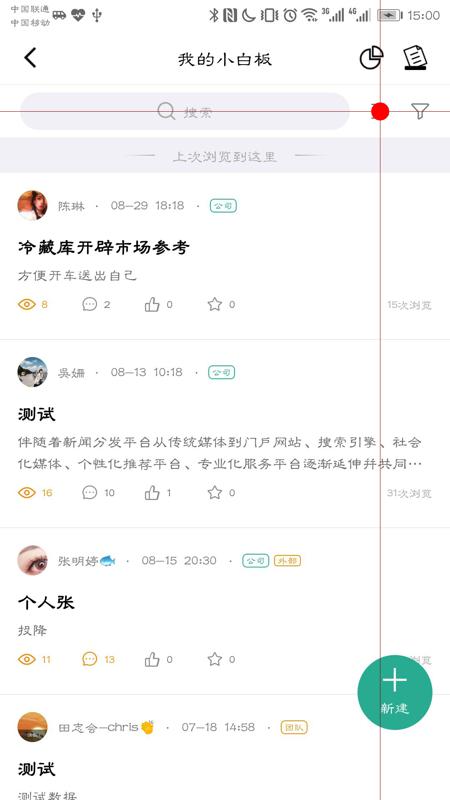 中国联通
中国移动
3G
4G
15:00
我的小白板
搜索
上次浏览到这里
陈琳 · 08-29 18:18 · 公司
冷藏库开辟市场参考
方便开车送出自己
8 2 0 0 15次浏览
吴姗 · 08-13 10:18 · 公司
测试
伴随着新闻分发平台从传统媒体到门户网站、搜索引擎、社会
化媒体、个性化推荐平台、专业化服务平台逐渐延伸并共同…
16 10 1 0 31次浏览
张明婷 · 08-15 20:30 · 公司 外部
个人张
投降
11 13 0 0 浏览
新建
田志会-chris · 07-18 14:58 · 团队
测试
测试数据